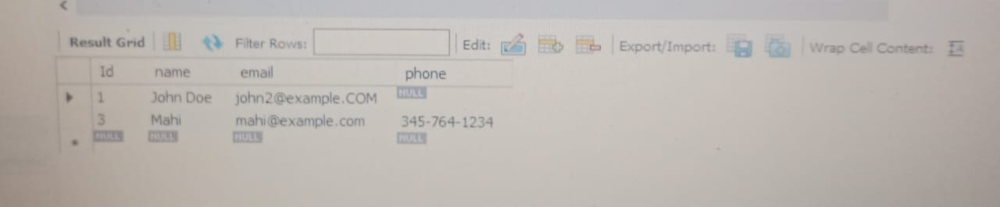 Result Grid Filter Rows: Edit: Export/Import: Wrap Cell Content:
Id name email phone
1 John Doe john2@example.COM NULL
3 Mahi mahi@example.com 345-764-1234
NULL NULL NULL NULL